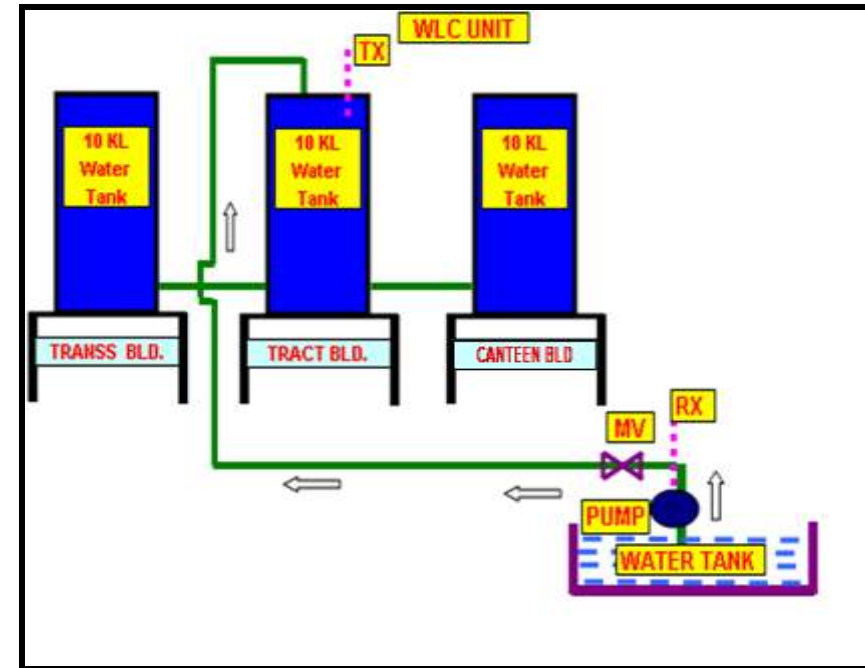 WLC UNIT
TX
10 KL
Water
Tank
10 KL
Water
Tank
10 KL
Water
Tank
TRANSS BLD.
TRACT BLD.
CANTEEN BLD
RX
MV
PUMP
WATER TANK